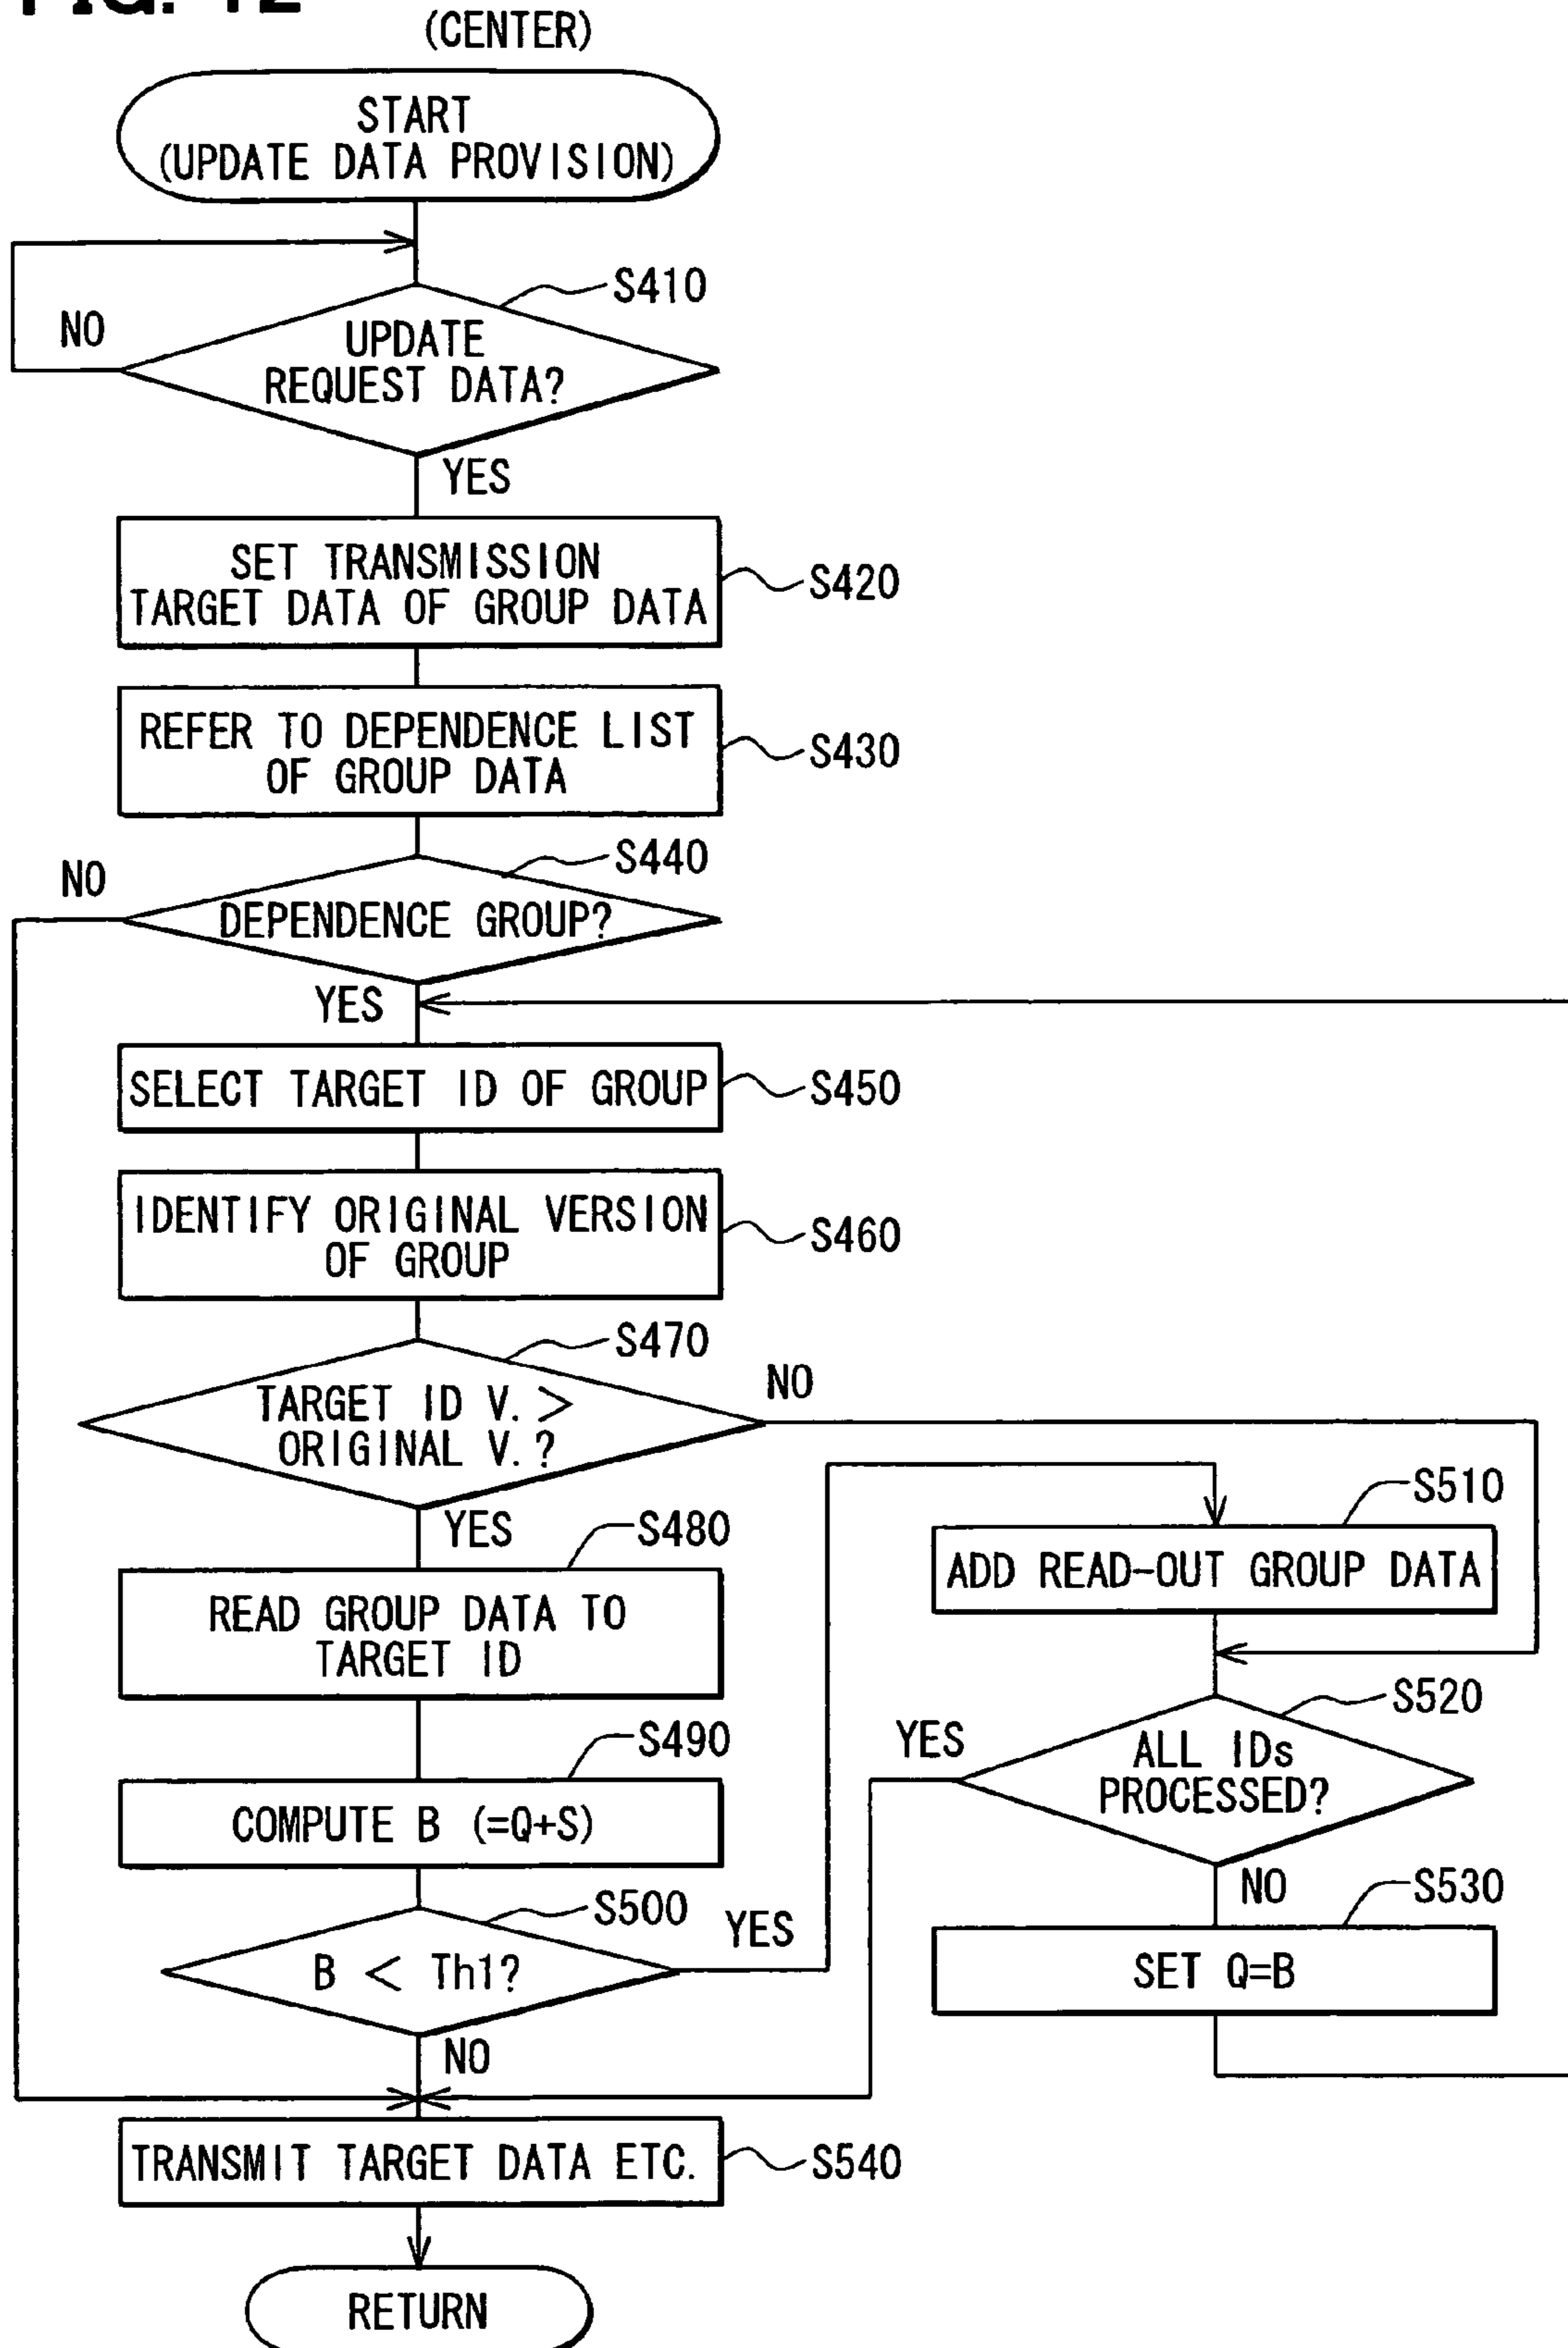 FIG. 12
(CENTER)
START
(UPDATE DATA PROVISION)
S410
NO
UPDATE
REQUEST DATA?
YES
SET TRANSMISSION
TARGET DATA OF GROUP DATA
S420
REFER TO DEPENDENCE LIST
OF GROUP DATA
S430
S440
NO
DEPENDENCE GROUP?
YES
SELECT TARGET ID OF GROUP
S450
IDENTIFY ORIGINAL VERSION
OF GROUP
S460
S470
NO
TARGET ID V. >
ORIGINAL V. ?
YES
S480
READ GROUP DATA TO
TARGET ID
S490
COMPUTE B (=Q+S)
S500
YES
B < Th1?
NO
S510
ADD READ-OUT GROUP DATA
S520
YES
ALL IDs
PROCESSED?
NO
S530
SET Q=B
TRANSMIT TARGET DATA ETC.
S540
RETURN